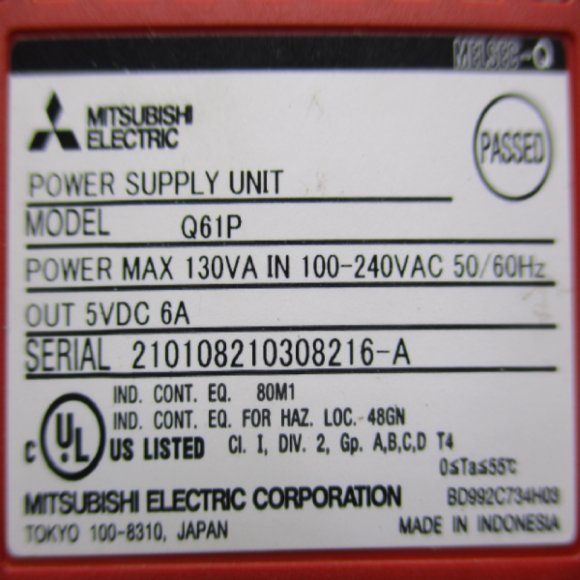 MELSEC-Q
MITSUBISHI
ELECTRIC
PASSED
POWER SUPPLY UNIT
MODEL Q61P
POWER MAX 130VA IN 100-240VAC 50/60Hz
OUT 5VDC 6A
SERIAL 210108210308216-A
IND. CONT. EQ. 80M1
IND. CONT. EQ. FOR HAZ. LOC. 48GN
C UL US LISTED CI. I, DIV. 2, Gp. A,B,C,D T4
0≤Ta≤55℃
MITSUBISHI ELECTRIC CORPORATION BD992C734H03
TOKYO 100-8310, JAPAN MADE IN INDONESIA